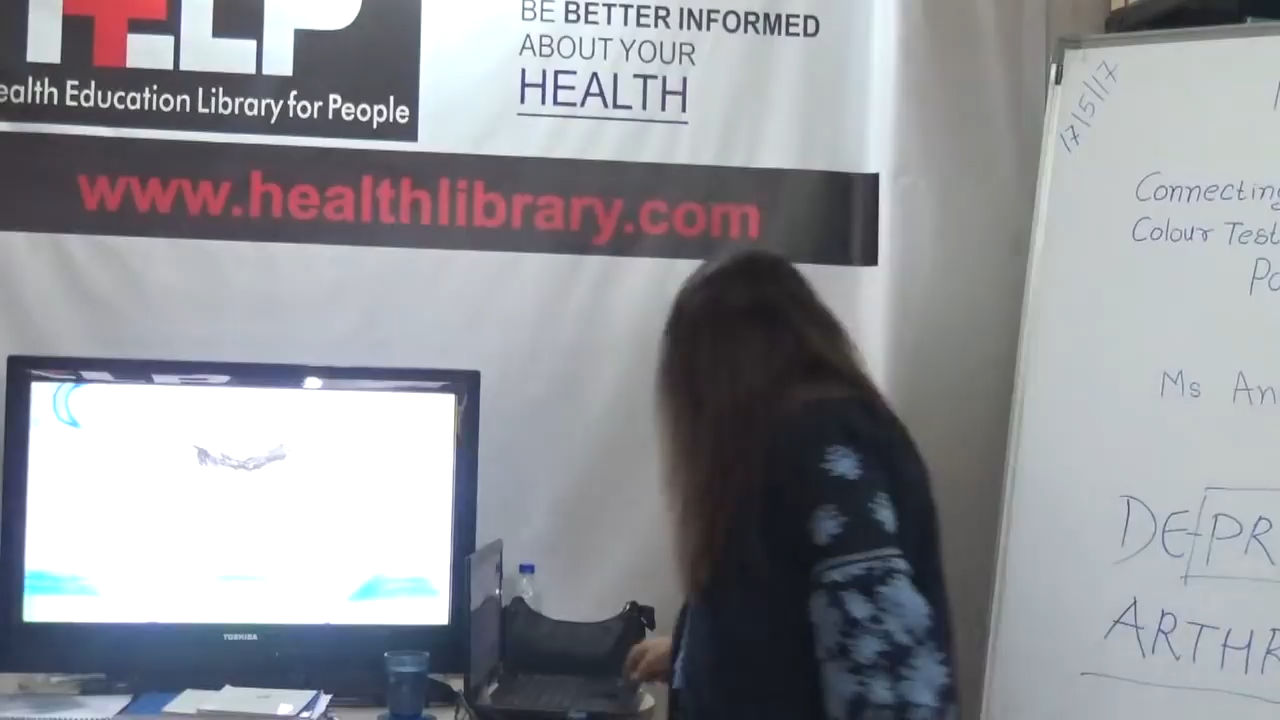 HELP
ealth Education Library for People
BE BETTER INFORMED
ABOUT YOUR
HEALTH
www.healthlibrary.com
TOSHIBA
17/5/17
Connecting
Colour Test
Ms An
DEPR
ARTHR